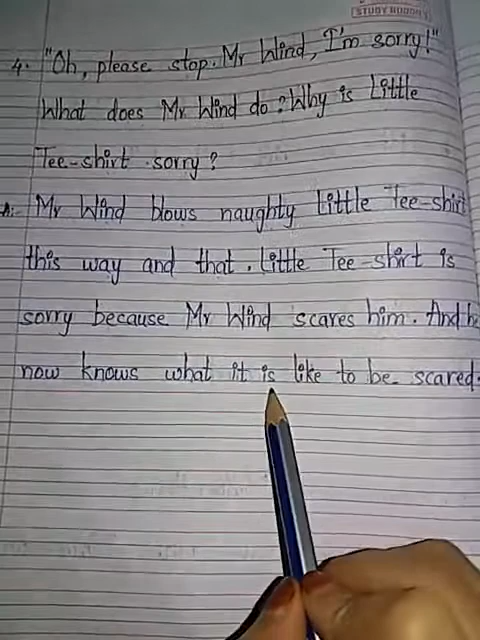 STUDY BUDDY
4. "Oh, please stop. Mr Wind, I'm sorry!"
What does Mr Wind do? Why is Little
Tee-shirt sorry?
A:- Mr Wind blows naughty Little Tee-shirt
this way and that. Little Tee shirt is
sorry because Mr Wind scares him. And he
now knows what it is like to be scared.